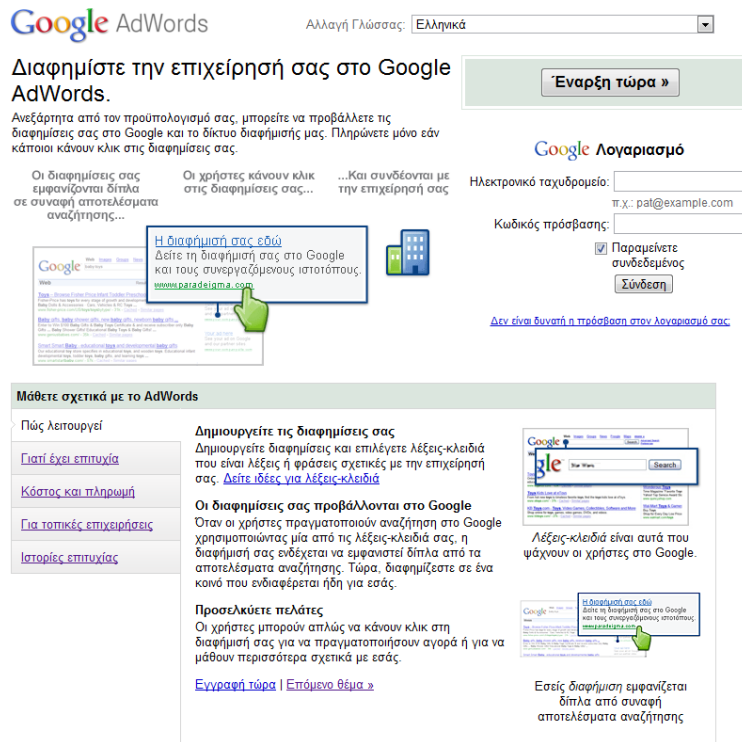 Google AdWords
Αλλαγή Γλώσσας: Ελληνικά
Διαφημίστε την επιχείρησή σας στο Google
AdWords.
Ανεξάρτητα από τον προϋπολογισμό σας, μπορείτε να προβάλλετε τις
διαφημίσεις σας στο Google και το δίκτυο διαφήμισής μας. Πληρώνετε μόνο εάν
κάποιοι κάνουν κλικ στις διαφημίσεις σας.
Οι διαφημίσεις σας
εμφανίζονται δίπλα
σε συναφή αποτελέσματα
αναζήτησης...
Οι χρήστες κάνουν κλικ
στις διαφημίσεις σας...
...Και συνδέονται με
την επιχείρησή σας
Google
Web
Η διαφήμισή σας εδώ
Δείτε τη διαφήμισή σας στο Google
και τους συνεργαζόμενους ιστοτόπους.
www.paradeigma.com
Έναρξη τώρα »
Google Λογαριασμό
Ηλεκτρονικό ταχυδρομείο:
π.χ.: pat@example.com
Κωδικός πρόσβασης:
Παραμείνετε
συνδεδεμένος
Σύνδεση
Δεν είναι δυνατή η πρόσβαση στον λογαριασμό σας;
Μάθετε σχετικά με το AdWords
Πώς λειτουργεί
Γιατί έχει επιτυχία
Κόστος και πληρωμή
Για τοπικές επιχειρήσεις
Ιστορίες επιτυχίας
Δημιουργείτε τις διαφημίσεις σας
Δημιουργείτε διαφημίσεις και επιλέγετε λέξεις-κλειδιά
που είναι λέξεις ή φράσεις σχετικές με την επιχείρησή
σας. Δείτε ιδέες για λέξεις-κλειδιά
Οι διαφημίσεις σας προβάλλονται στο Google
Όταν οι χρήστες πραγματοποιούν αναζήτηση στο Google
χρησιμοποιώντας μία από τις λέξεις-κλειδιά σας, η
διαφήμισή σας ενδέχεται να εμφανιστεί δίπλα από τα
αποτελέσματα αναζήτησης. Τώρα, διαφημίζεστε σε ένα
κοινό που ενδιαφέρεται ήδη για εσάς.
Προσελκύετε πελάτες
Οι χρήστες μπορούν απλώς να κάνουν κλικ στη
διαφήμισή σας για να πραγματοποιήσουν αγορά ή για να
μάθουν περισσότερα σχετικά με εσάς.
Εγγραφή τώρα | Επόμενο θέμα »
Google
gle Star Wars Search
Λέξεις-κλειδιά είναι αυτά που
ψάχνουν οι χρήστες στο Google.
Google
Η διαφήμισή σας εδώ
Δείτε τη διαφήμισή σας στο Google
και τους συνεργαζόμενους ιστοτόπους.
www.paradeigma.com
Εσείς διαφήμιση εμφανίζεται
δίπλα από συναφή
αποτελέσματα αναζήτησης